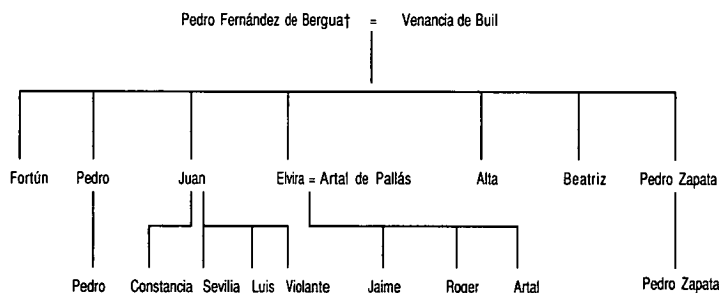 Pedro Fernández de Bergua† = Venancia de Buil
Fortún Pedro Juan Elvira = Artal de Pallás Alta Beatriz Pedro Zapata
Pedro Constancia Sevilia Luis Violante Jaime Roger Artal Pedro Zapata